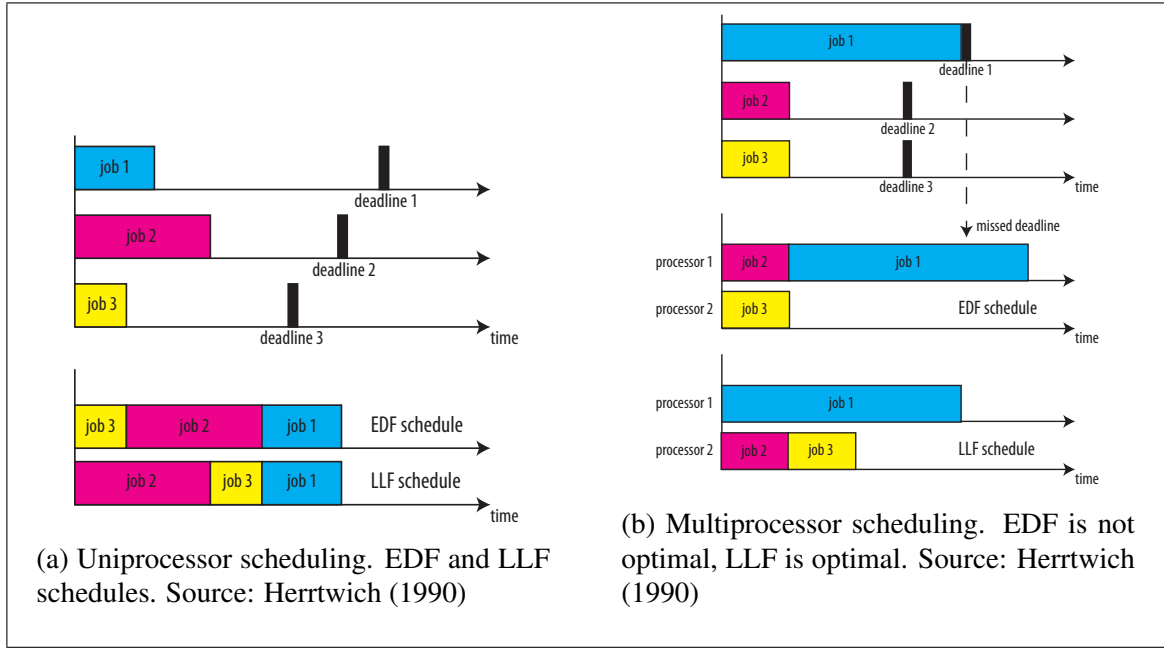 job 1
deadline 1
job 2
deadline 2
job 3
deadline 3
time
job 3 job 2 job 1 EDF schedule
job 2 job 3 job 1 LLF schedule
time
(a) Uniprocessor scheduling. EDF and LLF
schedules. Source: Herrtwich (1990)
job 1
deadline 1
job 2
deadline 2
job 3
deadline 3
time
missed deadline
processor 1 job 2 job 1
processor 2 job 3 EDF schedule
time
processor 1 job 1
processor 2 job 2 job 3 LLF schedule
time
(b) Multiprocessor scheduling. EDF is not
optimal, LLF is optimal. Source: Herrtwich
(1990)